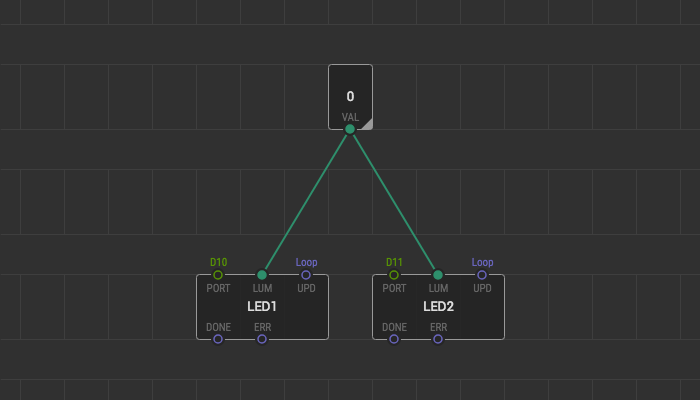 0
VAL
D10 Loop D11 Loop
PORT LUM UPD PORT LUM UPD
LED1 LED2
DONE ERR DONE ERR